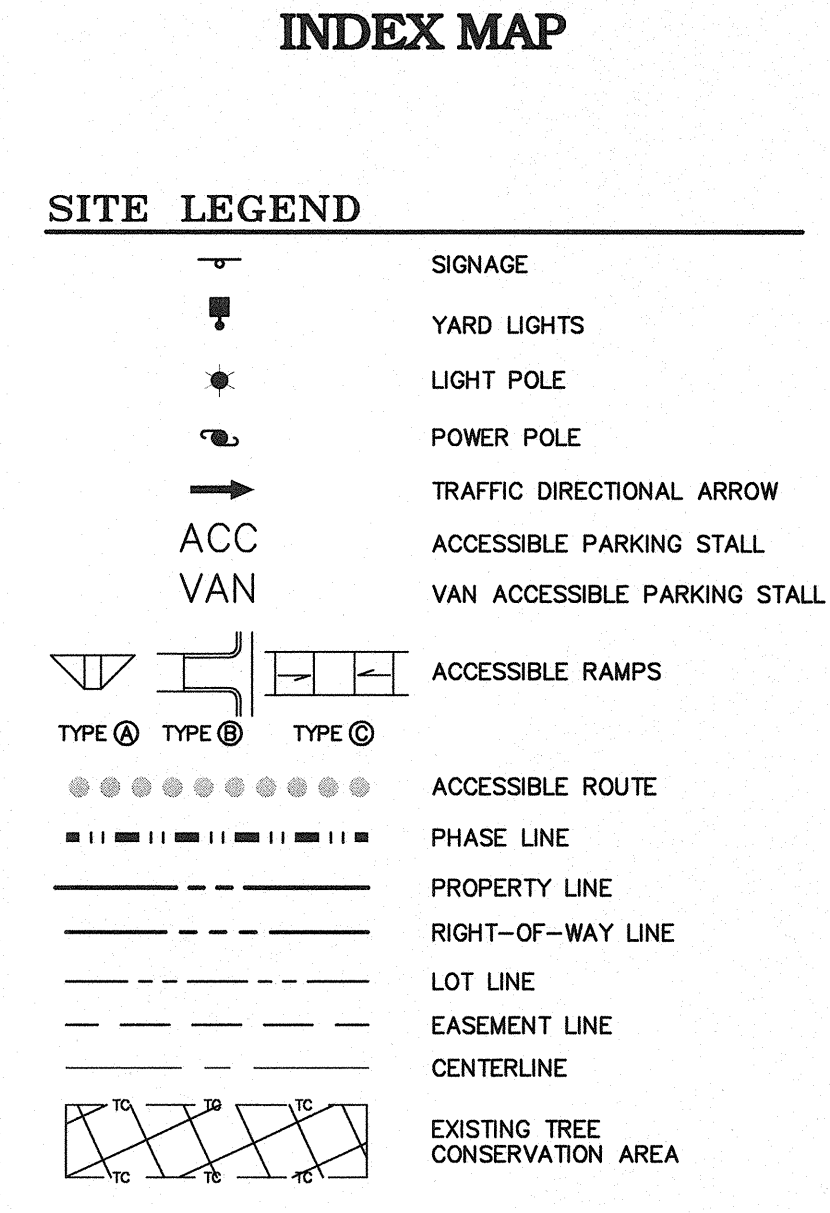 INDEX MAP
SITE LEGEND
SIGNAGE
YARD LIGHTS
LIGHT POLE
POWER POLE
TRAFFIC DIRECTIONAL ARROW
ACC ACCESSIBLE PARKING STALL
VAN VAN ACCESSIBLE PARKING STALL
ACCESSIBLE RAMPS
TYPE A TYPE B TYPE C
ACCESSIBLE ROUTE
PHASE LINE
PROPERTY LINE
RIGHT-OF-WAY LINE
LOT LINE
EASEMENT LINE
CENTERLINE
TC TC TC
EXISTING TREE
CONSERVATION AREA
TC TC TC